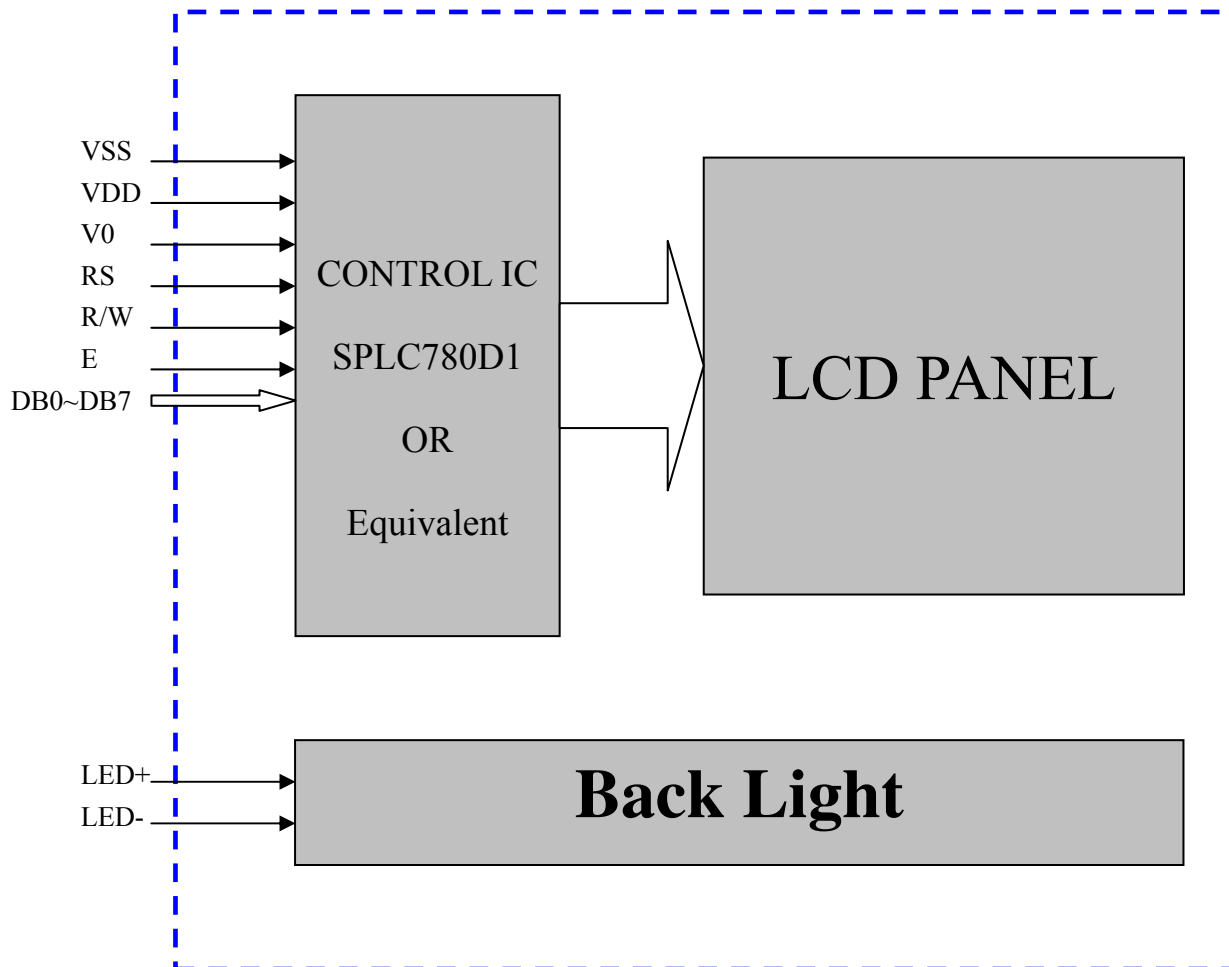 VSS
VDD
V0
RS
R/W
E
DB0~DB7
CONTROL IC
SPLC780D1
OR
Equivalent
LCD PANEL
LED+
LED-
Back Light